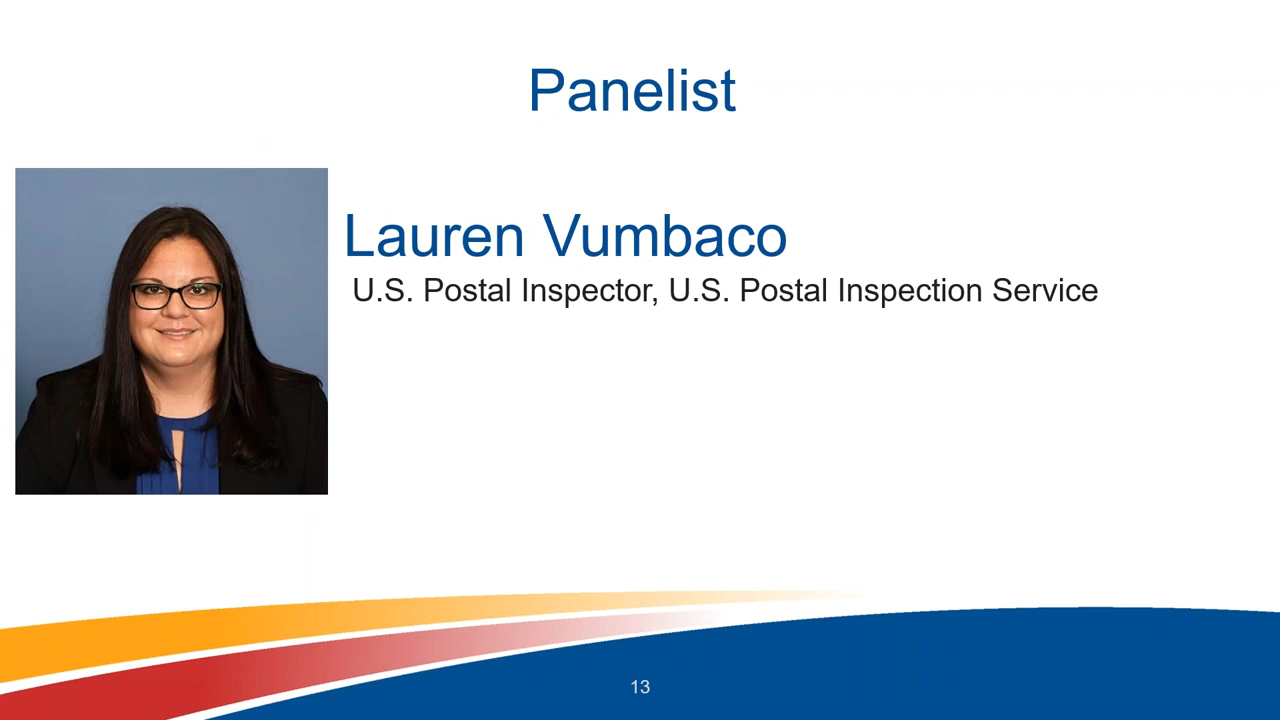 Panelist
Lauren Vumbaco
U.S. Postal Inspector, U.S. Postal Inspection Service
13